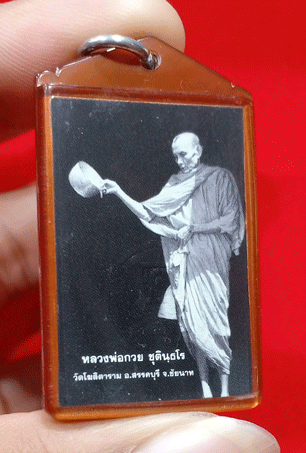 หลวงพ่อกวย ชุตินฺธโร
วัดโฆสิตาราม อ.สรรคบุรี จ.ชัยนาท